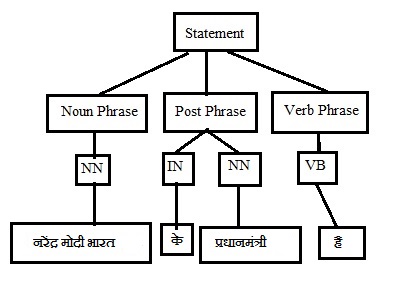 Statement
Noun Phrase
Post Phrase
Verb Phrase
NN
IN
NN
VB
नरेंद्र मोदी भारत
के
प्रधानमंत्री
हैं